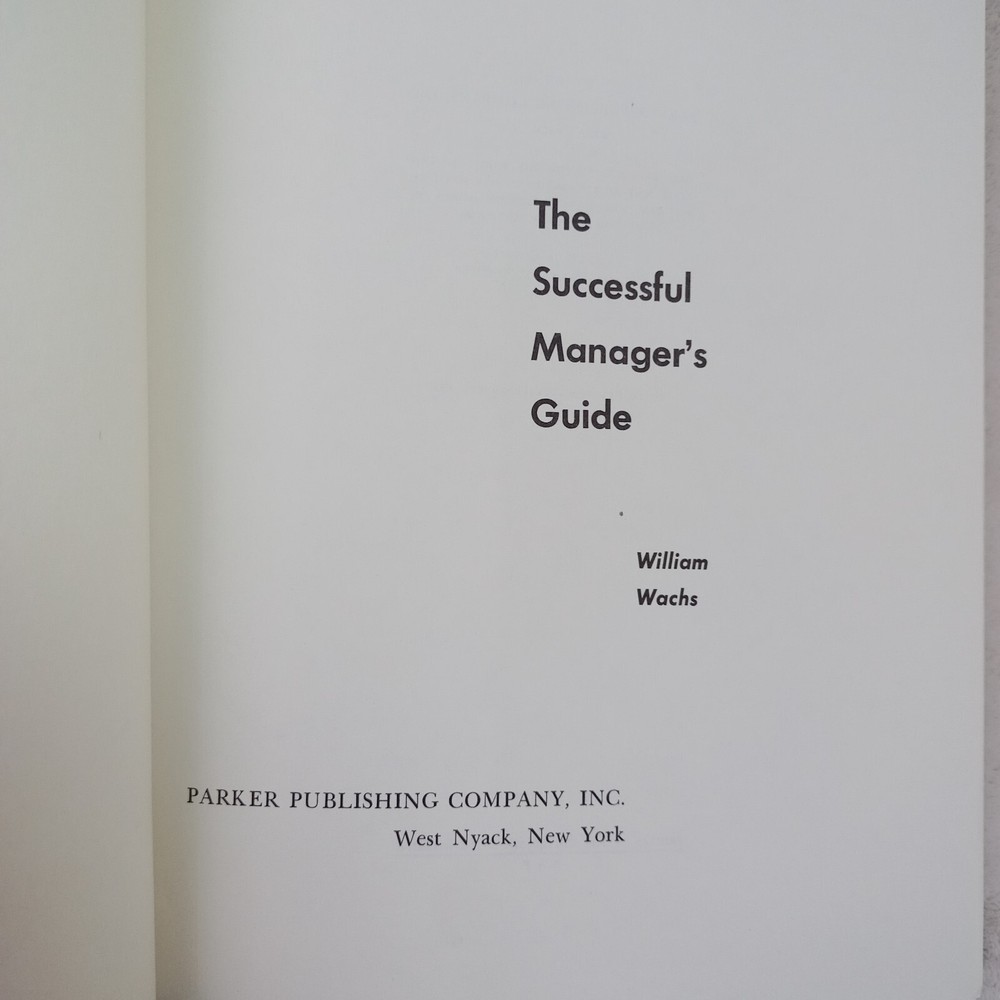 The
Successful
Manager's
Guide
William
Wachs
PARKER PUBLISHING COMPANY, INC.
West Nyack, New York